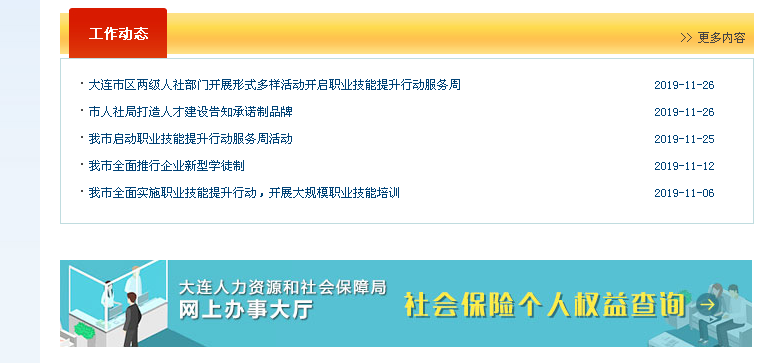 工作动态
>> 更多内容
· 大连市区两级人社部门开展形式多样活动开启职业技能提升行动服务周 2019-11-26
· 市人社局打造人才建设告知承诺制品牌 2019-11-26
· 我市启动职业技能提升行动服务周活动 2019-11-25
· 我市全面推行企业新型学徒制 2019-11-12
· 我市全面实施职业技能提升行动，开展大规模职业技能培训 2019-11-06
大连人力资源和社会保障局
网上办事大厅
社会保险个人权益查询